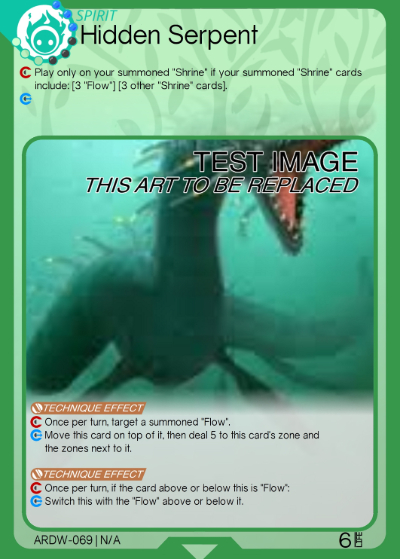 SPIRIT
Hidden Serpent
C Play only on your summoned "Shrine" if your summoned "Shrine" cards
include: [3 "Flow"] [3 other "Shrine" cards].
TEST IMAGE
THIS ART TO BE REPLACED
TECHNIQUE EFFECT
C Once per turn, target a summoned "Flow".
E Move this card on top of it, then deal 5 to this card's zone and
the zones next to it.
TECHNIQUE EFFECT
C Once per turn, if the card above or below this is "Flow":
E Switch this with the "Flow" above or below it.
ARDW-069 | N/A
6 LIFE